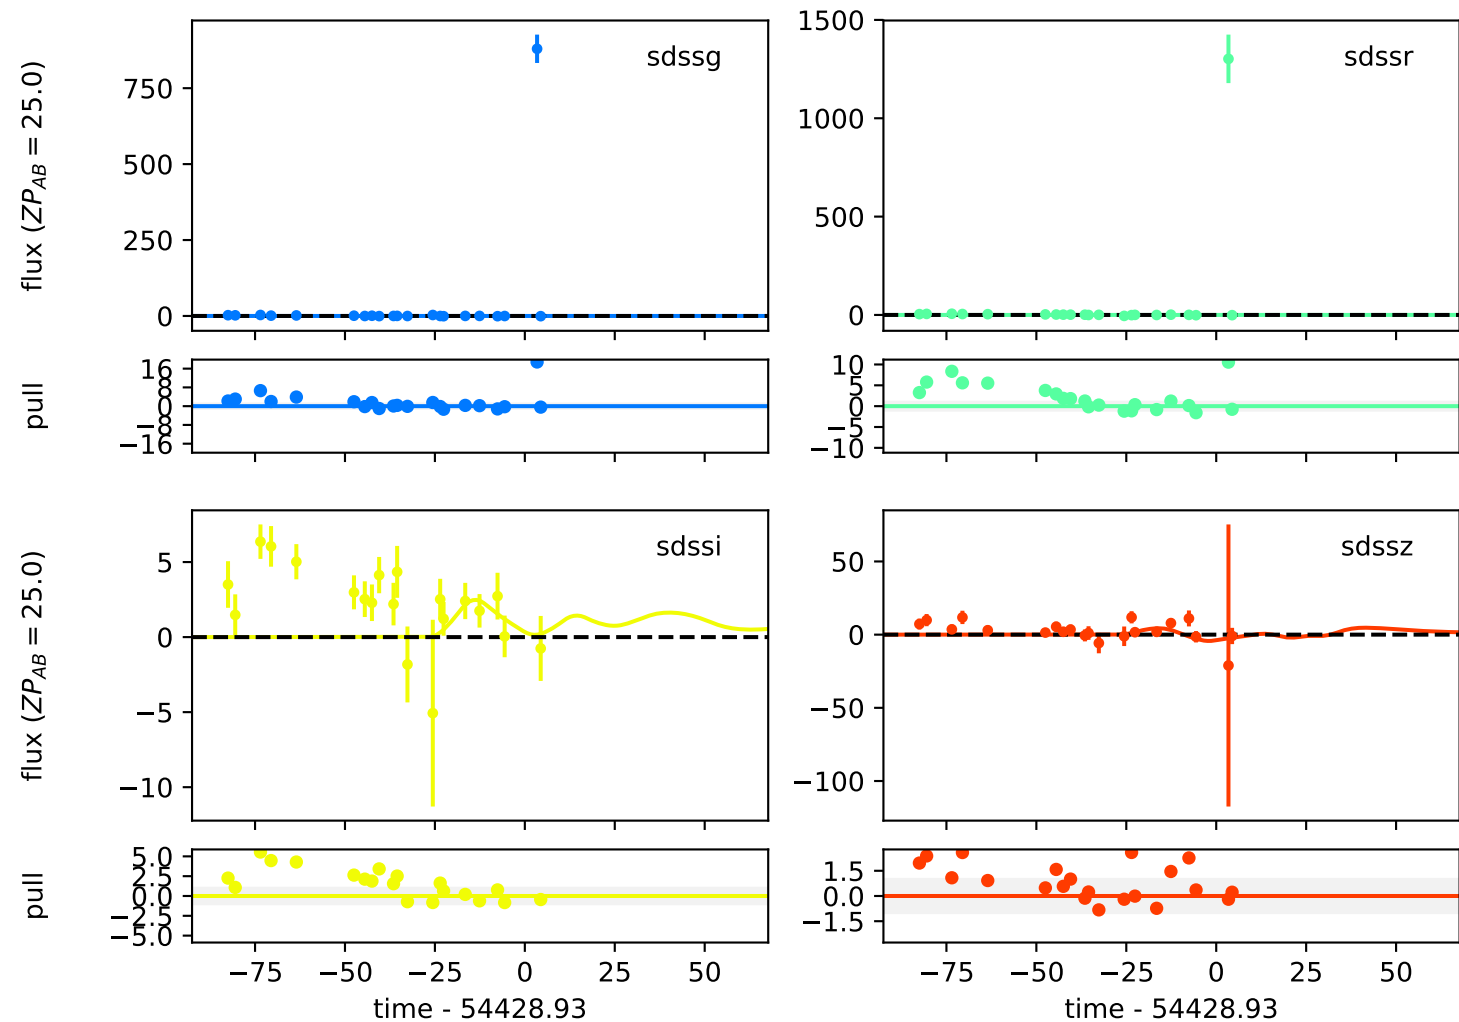 sdssg
flux (ZP_AB = 25.0)
750
500
250
0
sdssr
1500
1000
500
0
pull
16
8
0
−8
−16
10
5
0
−5
−10
sdssi
flux (ZP_AB = 25.0)
5
0
−5
−10
sdssz
50
0
−50
−100
pull
5.0
2.5
0.0
−2.5
−5.0
1.5
0.0
−1.5
−75 −50 −25 0 25 50
time - 54428.93
−75 −50 −25 0 25 50
time - 54428.93